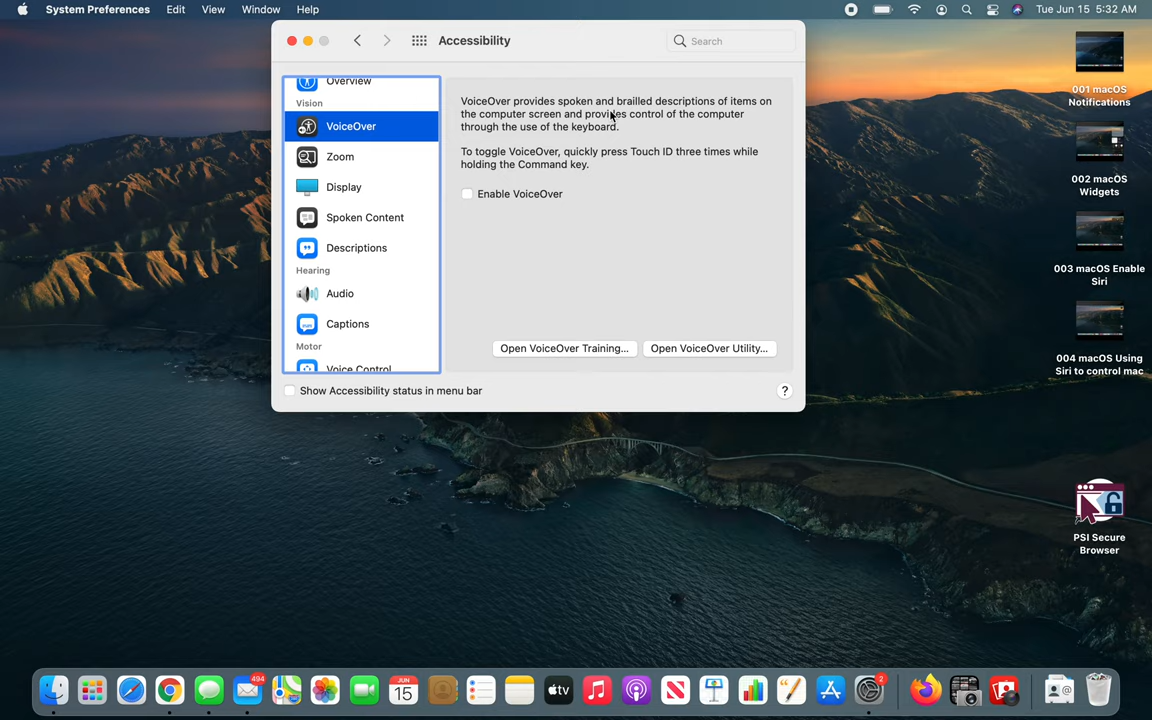 System Preferences Edit View Window Help
Tue Jun 15 5:32 AM
Accessibility
Search
Overview
Vision
VoiceOver
Zoom
Display
Spoken Content
Descriptions
Hearing
Audio
Captions
Motor
Voice Control
VoiceOver provides spoken and brailled descriptions of items on
the computer screen and provides control of the computer
through the use of the keyboard.
To toggle VoiceOver, quickly press Touch ID three times while
holding the Command key.
Enable VoiceOver
Open VoiceOver Training...
Open VoiceOver Utility...
Show Accessibility status in menu bar
?
001 macOS
Notifications
002 macOS
Widgets
003 macOS Enable
Siri
004 macOS Using
Siri to control mac
PSI Secure
Browser
494
JUN
15
tv
2